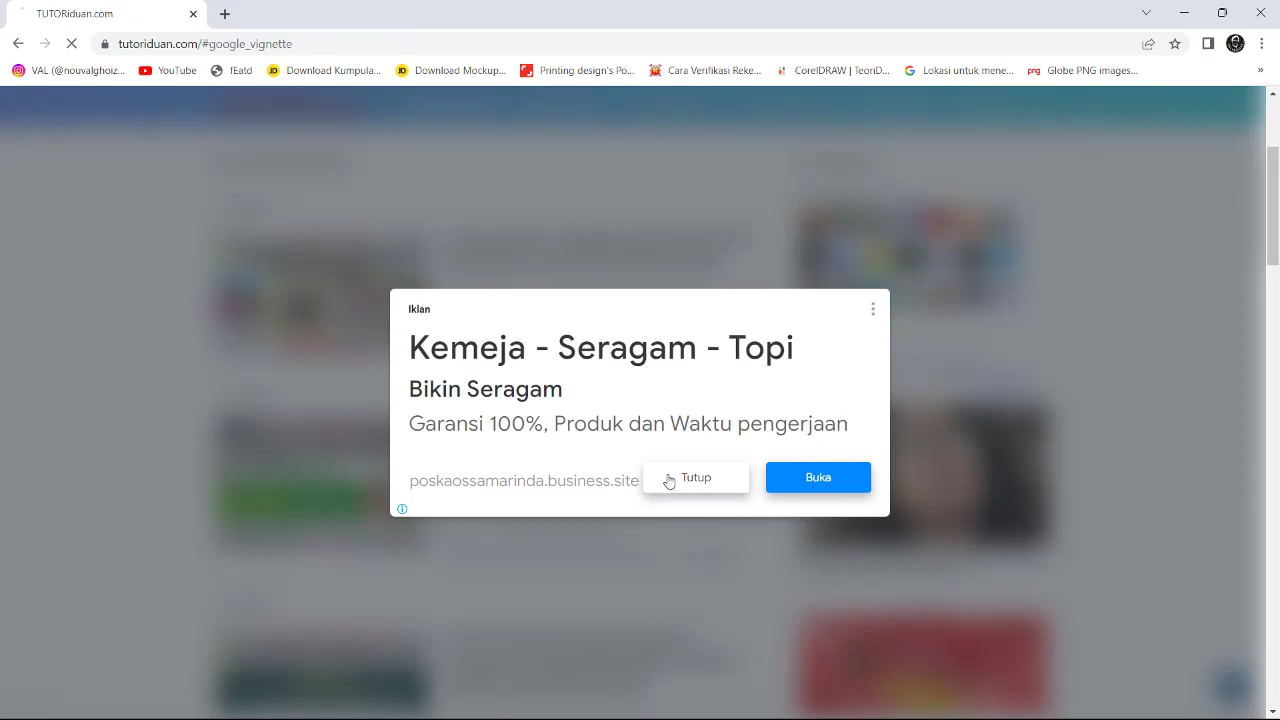 TUTORiduan.com
tutoriduan.com/#google_vignette
VAL (@nouvalghoiz...
YouTube
fEatd
Download Kumpula...
Download Mockup...
Printing design's Po...
Cara Verifikasi Reke...
CorelDRAW | TeoriD...
Lokasi untuk mene...
Globe PNG images...
Iklan
Kemeja - Seragam - Topi
Bikin Seragam
Garansi 100%, Produk dan Waktu pengerjaan
poskaossamarinda.business.site
Tutup
Buka